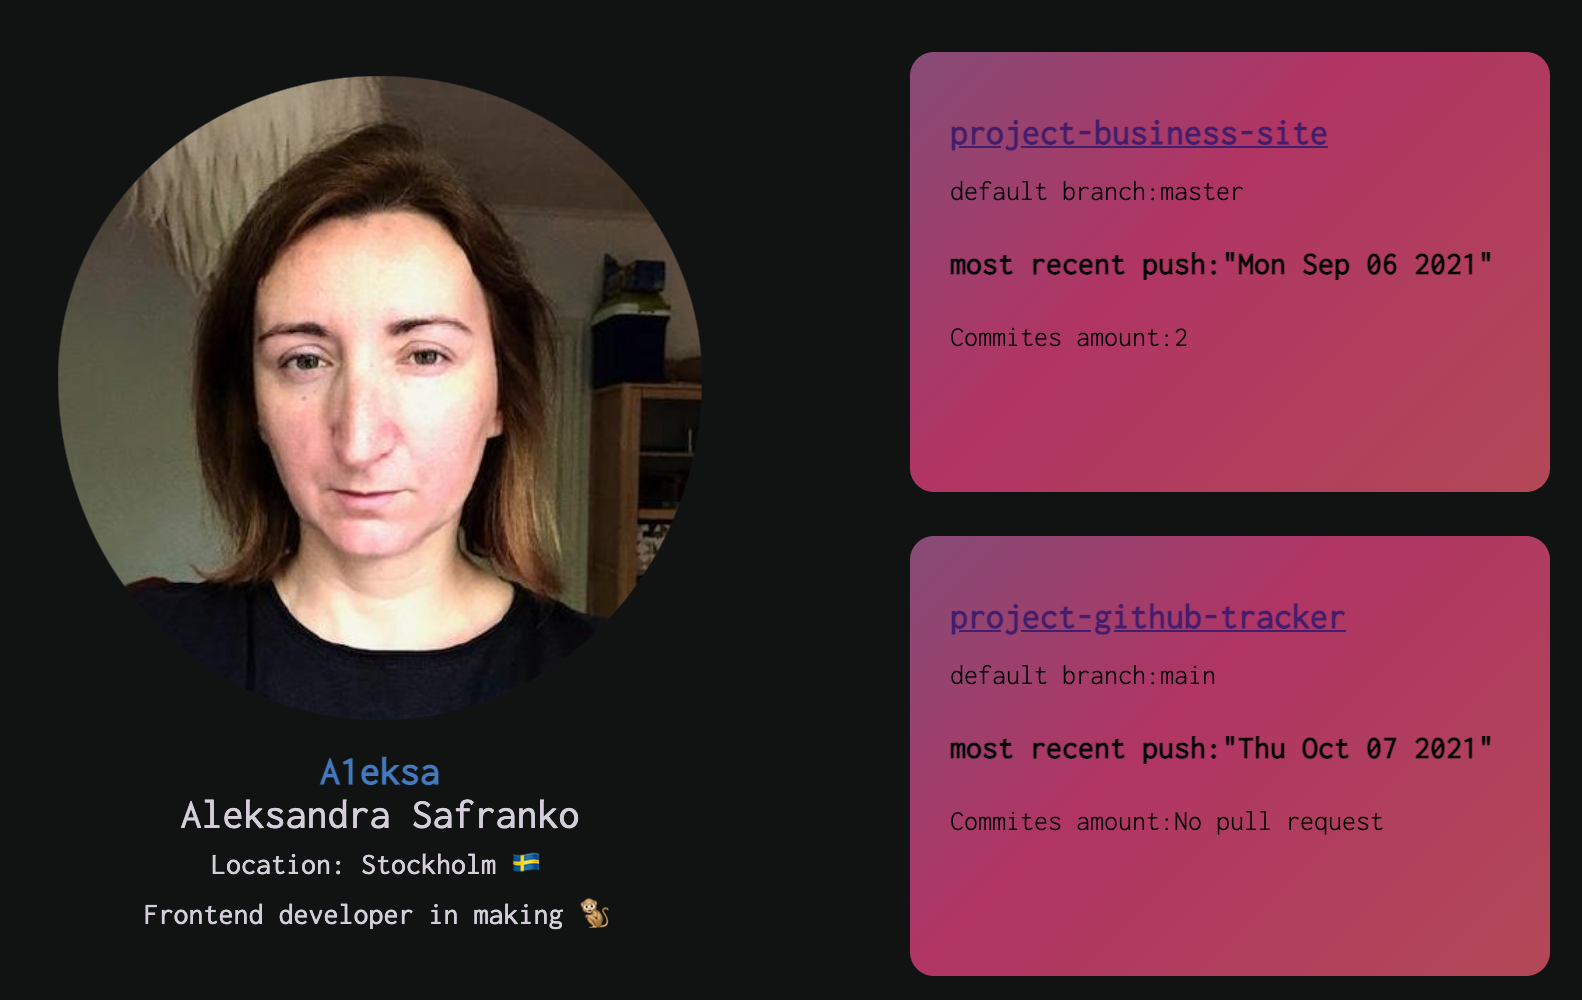 A1eksa
Aleksandra Safranko
Location: Stockholm 🇸🇪
Frontend developer in making 🐒
project-business-site
default branch:master
most recent push:"Mon Sep 06 2021"
Commites amount:2
project-github-tracker
default branch:main
most recent push:"Thu Oct 07 2021"
Commites amount:No pull request